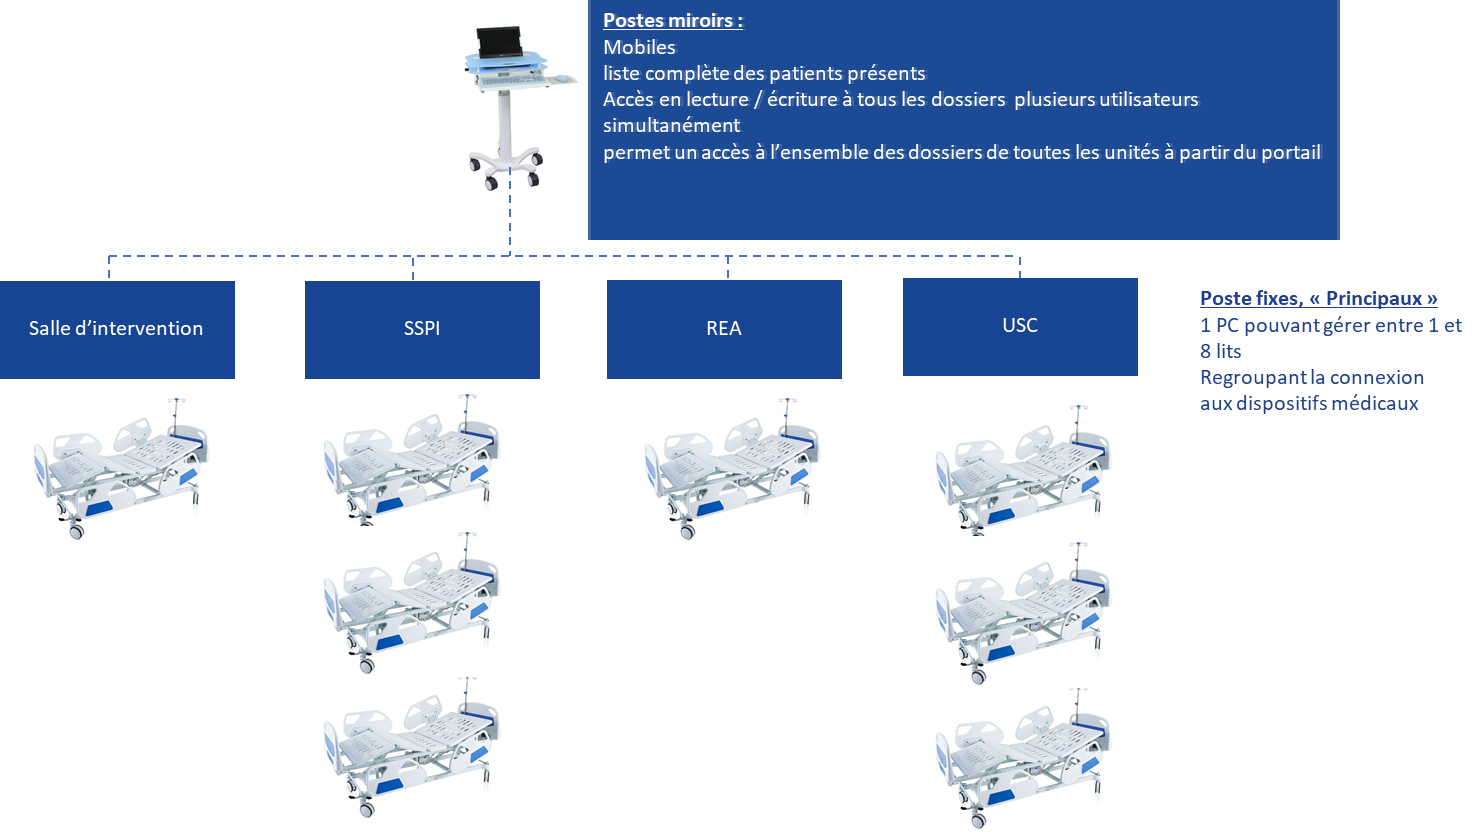 Postes miroirs :
Mobiles
liste complète des patients présents
Accès en lecture / écriture à tous les dossiers  plusieurs utilisateurs
simultanément
permet un accès à l’ensemble des dossiers de toutes les unités à partir du portail
Salle d’intervention
SSPI
REA
USC
Poste fixes, « Principaux »
1 PC pouvant gérer entre 1 et
8 lits
Regroupant la connexion
aux dispositifs médicaux